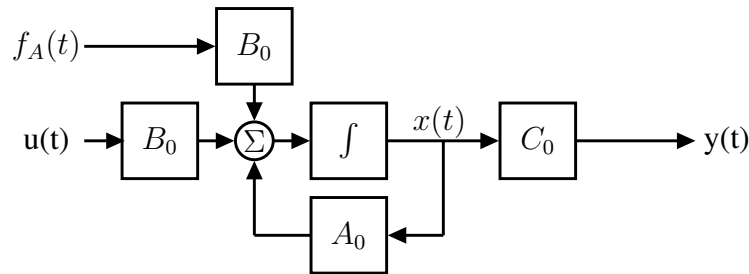 f_A(t)
B_0
u(t)
B_0
Σ
∫
x(t)
C_0
y(t)
A_0